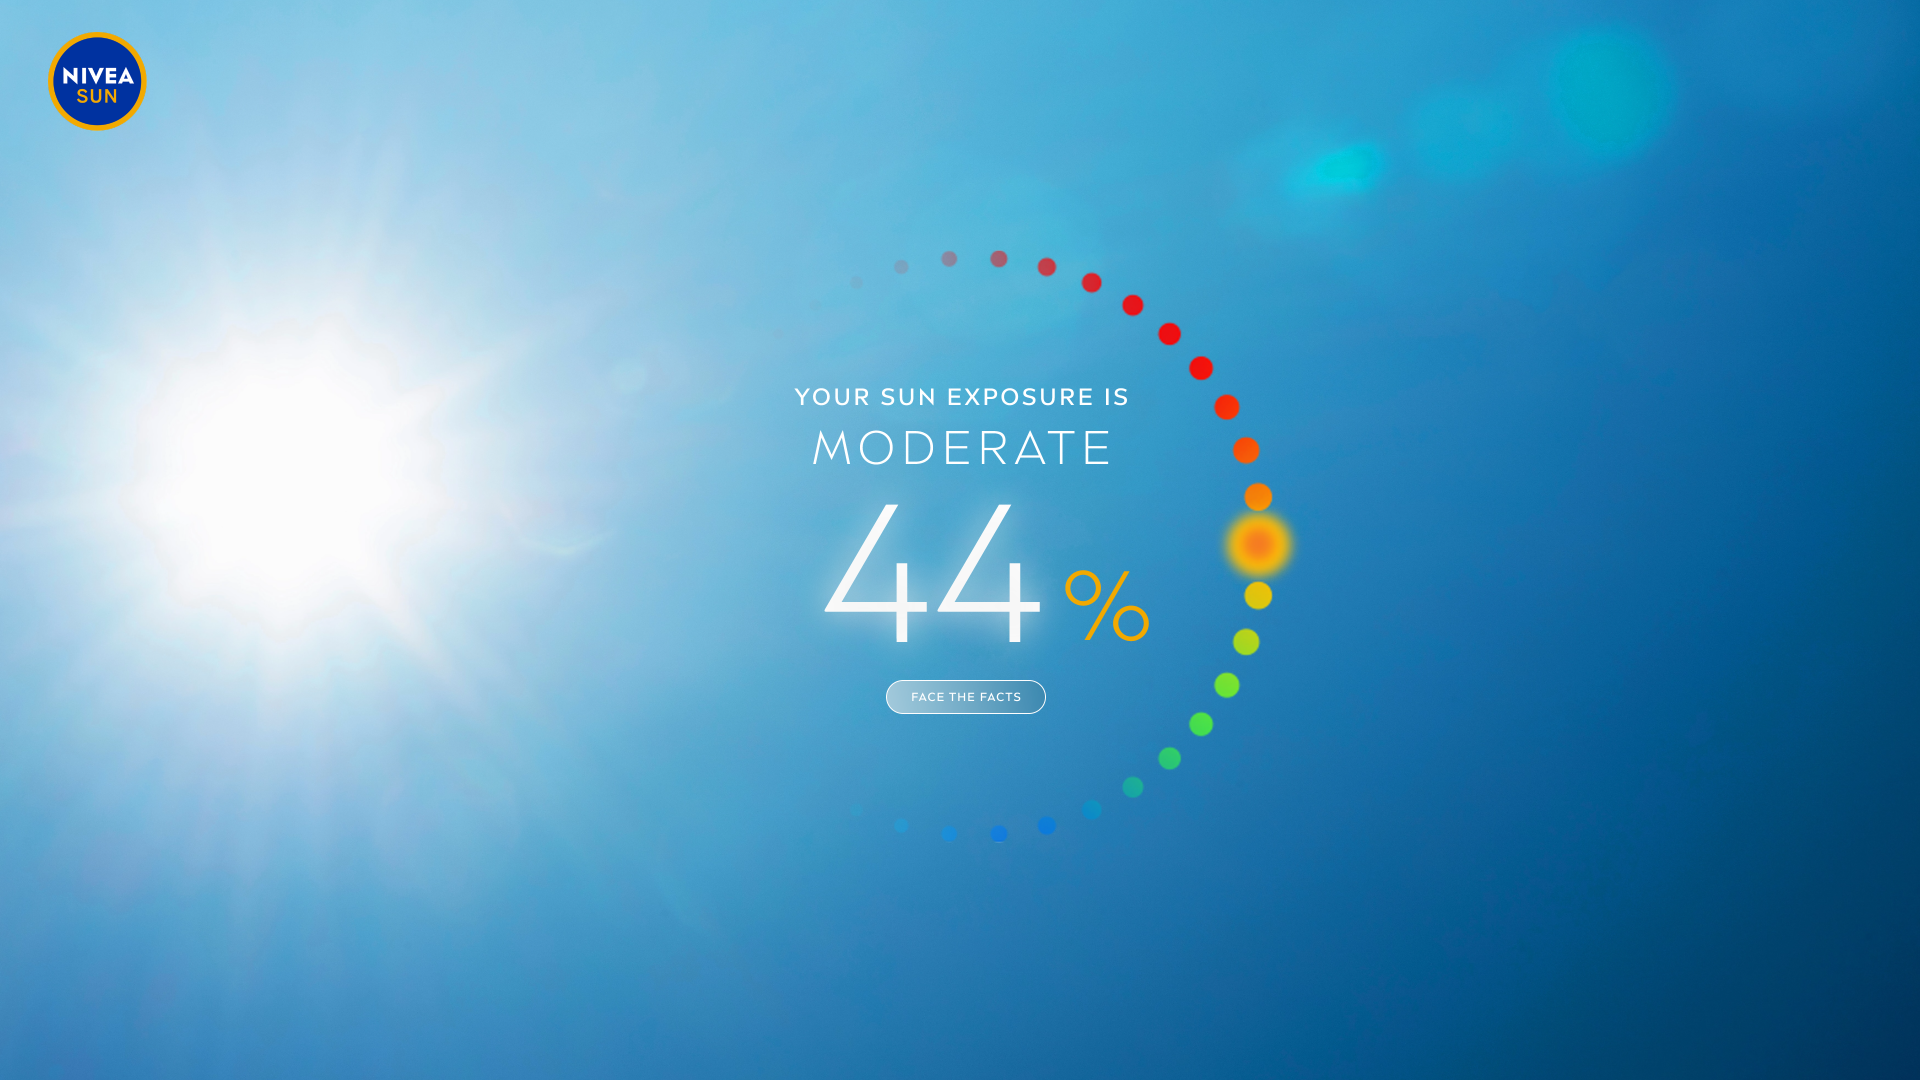 NIVEA
SUN
YOUR SUN EXPOSURE IS
MODERATE
44%
FACE THE FACTS